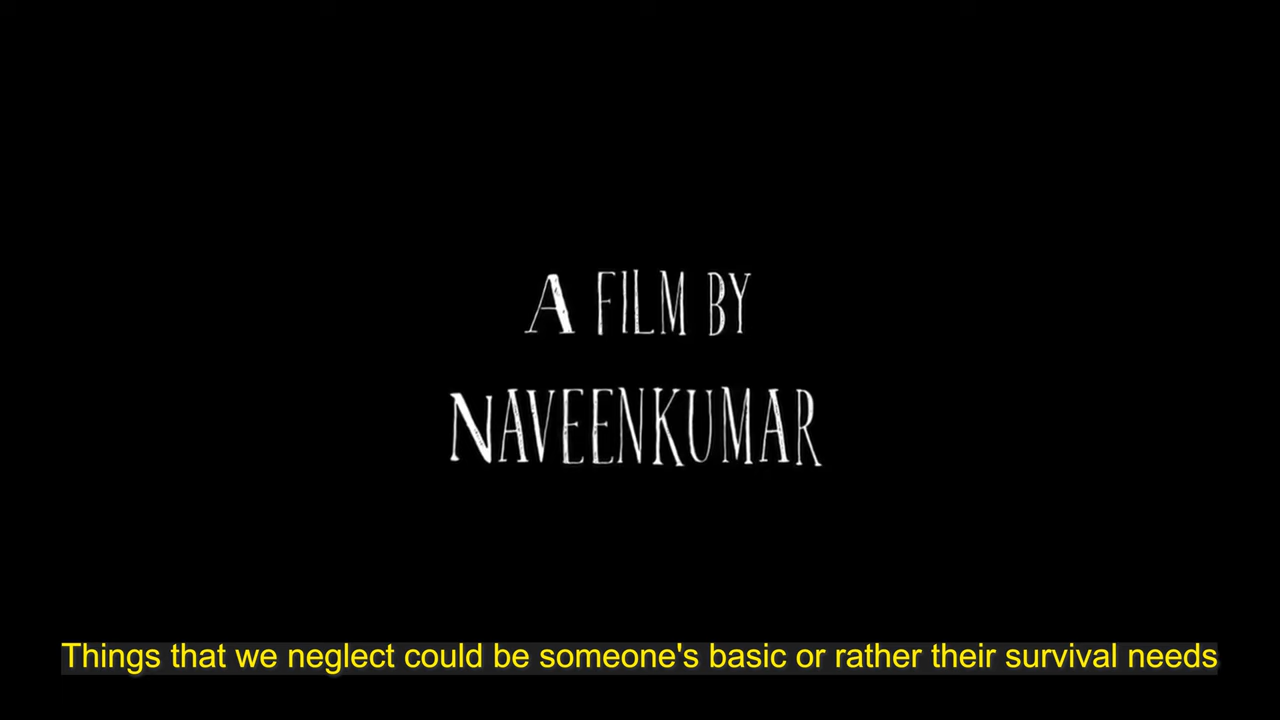 A FILM BY
NAVEENKUMAR
Things that we neglect could be someone's basic or rather their survival needs